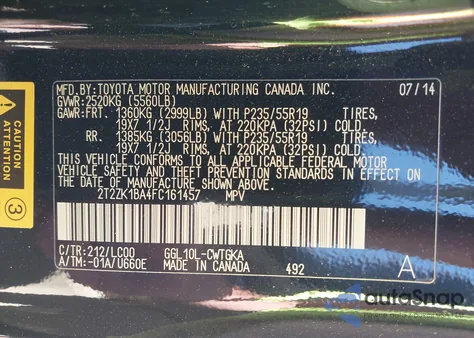 MFD.BY:TOYOTA MOTOR MANUFACTURING CANADA INC. 07/14
GVWR:2520KG (5560LB)
GAWR:FRT. 1360KG (2999LB) WITH P235/55R19 TIRES,
19X7 1/2J RIMS, AT 220KPA (32PSI) COLD
RR. 1385KG (3056LB) WITH P235/55R19 TIRES,
19X7 1/2J RIMS, AT 220KPA (32PSI) COLD
THIS VEHICLE CONFORMS TO ALL APPLICABLE FEDERAL MOTOR
VEHICLE SAFETY STANDARDS IN EFFECT ON THE DATE OF
MANUFACTURE SHOWN ABOVE.
2T2ZK1BA4FC161457 MPV
C/TR:212/LC00 GGL10L-CWTGKA
A/TM:-01A/U660E MADE IN CANADA 492 A
3
autoSnap